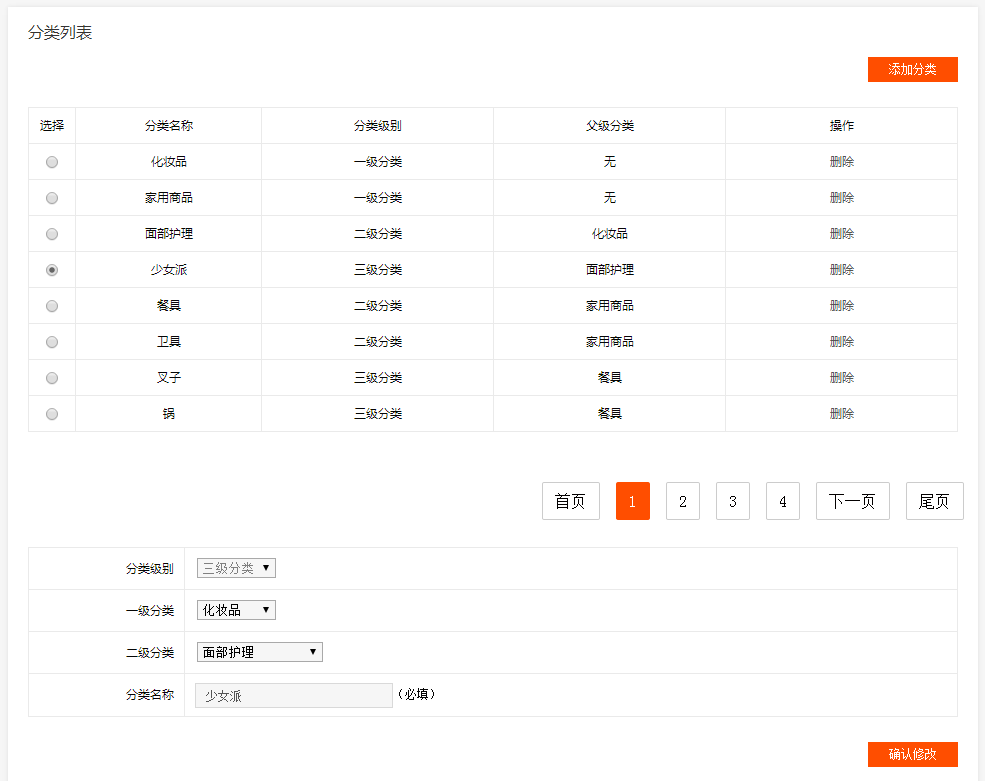 分类列表
添加分类
选择 分类名称 分类级别 父级分类 操作
化妆品 一级分类 无 删除
家用商品 一级分类 无 删除
面部护理 二级分类 化妆品 删除
少女派 三级分类 面部护理 删除
餐具 二级分类 家用商品 删除
卫具 二级分类 家用商品 删除
叉子 三级分类 餐具 删除
锅 三级分类 餐具 删除
首页 1 2 3 4 下一页 尾页
分类级别 三级分类
一级分类 化妆品
二级分类 面部护理
分类名称 少女派 （必填）
确认修改